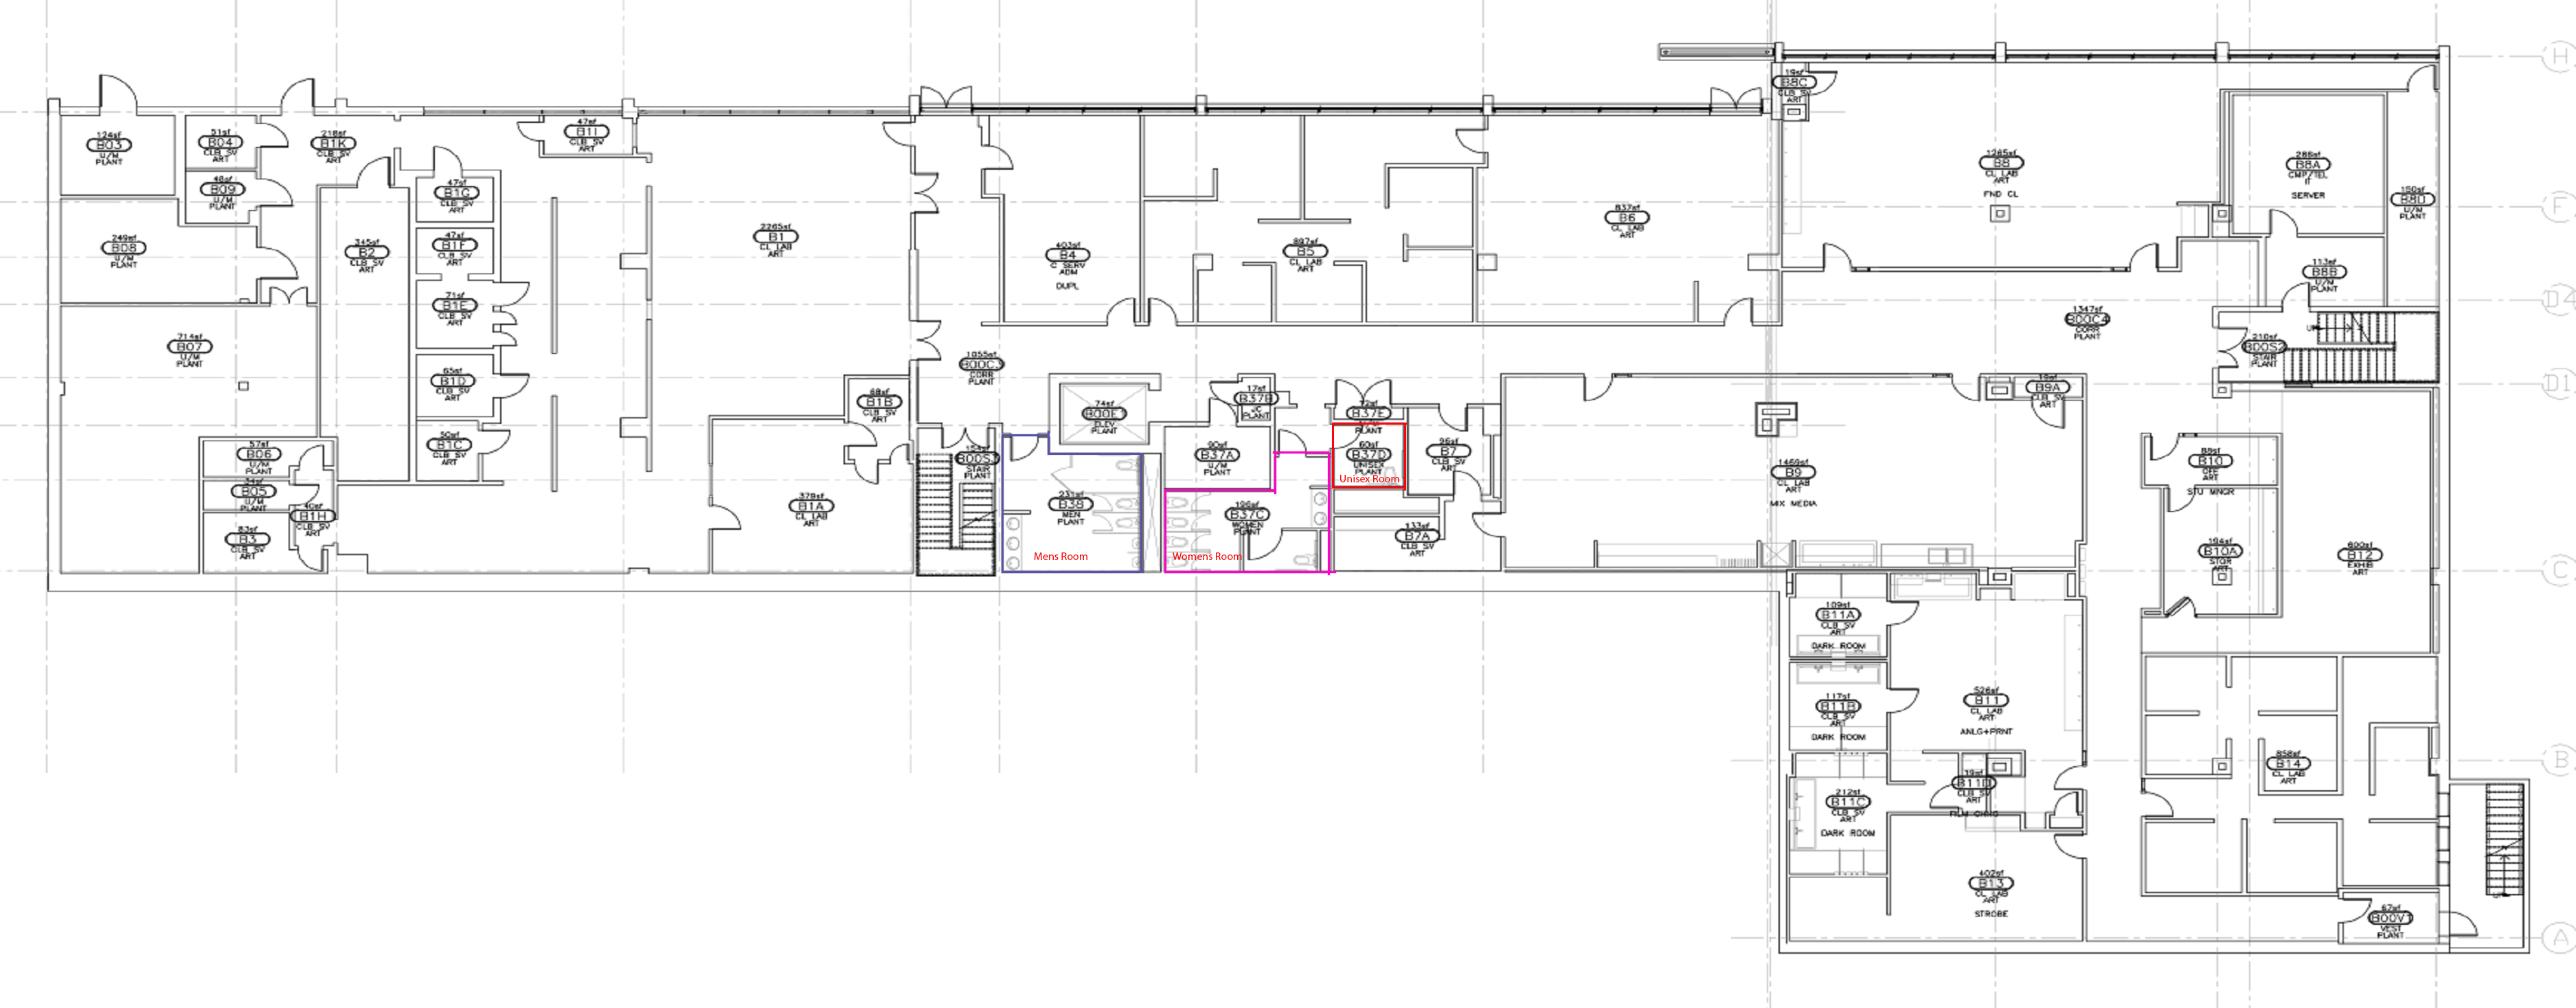 124sf
B03
U/M
PLANT
51sf
B04
CLB SV
ART
218sf
B1K
CLB SV
ART
48sf
B09
U/M
PLANT
249sf
B08
U/M
PLANT
345sf
B2
CLB SV
ART
47sf
B1G
CLB SV
ART
47sf
B1F
CLB SV
ART
71sf
B1E
CLB SV
ART
65sf
B1D
CLB SV
ART
50sf
B1C
CLB SV
ART
47sf
B1I
CLB SV
ART
714sf
B07
U/M
PLANT
57sf
B06
U/M
PLANT
B05
U/M
PLANT
83sf
B3
CLB SV
ART
40sf
B1H
CLB SV
ART
2265sf
B1
CL LAB
ART
68sf
B1B
CLB SV
ART
379sf
B1A
CL LAB
ART
403sf
B4
C SERV
ADM
DUPL
897sf
B5
CL LAB
ART
837sf
B6
CL LAB
ART
1055sf
CORR
PLANT
B00S3
STAIR
PLANT
74sf
B00E1
ELEV
PLANT
231sf
B38
MEN
PLANT
Mens Room
90sf
B37A
U/M
PLANT
17sf
B37B
JC
PLANT
196sf
B37C
WOMEN
PLANT
Womens Room
12sf
B37E
U/M
PLANT
60sf
B37D
UNISEX
PLANT
Unisex Room
96sf
B7
CLB SV
ART
133sf
B7A
CLB SV
ART
19sf
B8C
CLB SV
ART
1265sf
B8
CL LAB
ART
FND CL
288sf
B8A
CMP/TEL
IT
SERVER
150sf
B80
U/M
PLANT
113sf
B8B
U/M
PLANT
1347sf
B00C4
CORR
PLANT
210sf
B00S2
STAIR
PLANT
UP
19sf
B9A
CLB SV
ART
1469sf
B9
CL LAB
ART
MIX MEDIA
88sf
B10
OFF
ART
STU MNGR
194sf
B10A
STOR
ART
600sf
B12
EXHIB
ART
109sf
B11A
CLB SV
ART
DARK ROOM
117sf
B11B
CLB SV
ART
DARK ROOM
526sf
B11
CL LAB
ART
ANLG+PRNT
19sf
B11D
CLB SV
ART
FILM CHNG
212sf
B11C
CLB SV
ART
DARK ROOM
402sf
B13
CL LAB
ART
STROBE
858sf
B14
CL LAB
ART
67sf
B00V1
VEST
PLANT
H
F
D4
D1
C
B
A